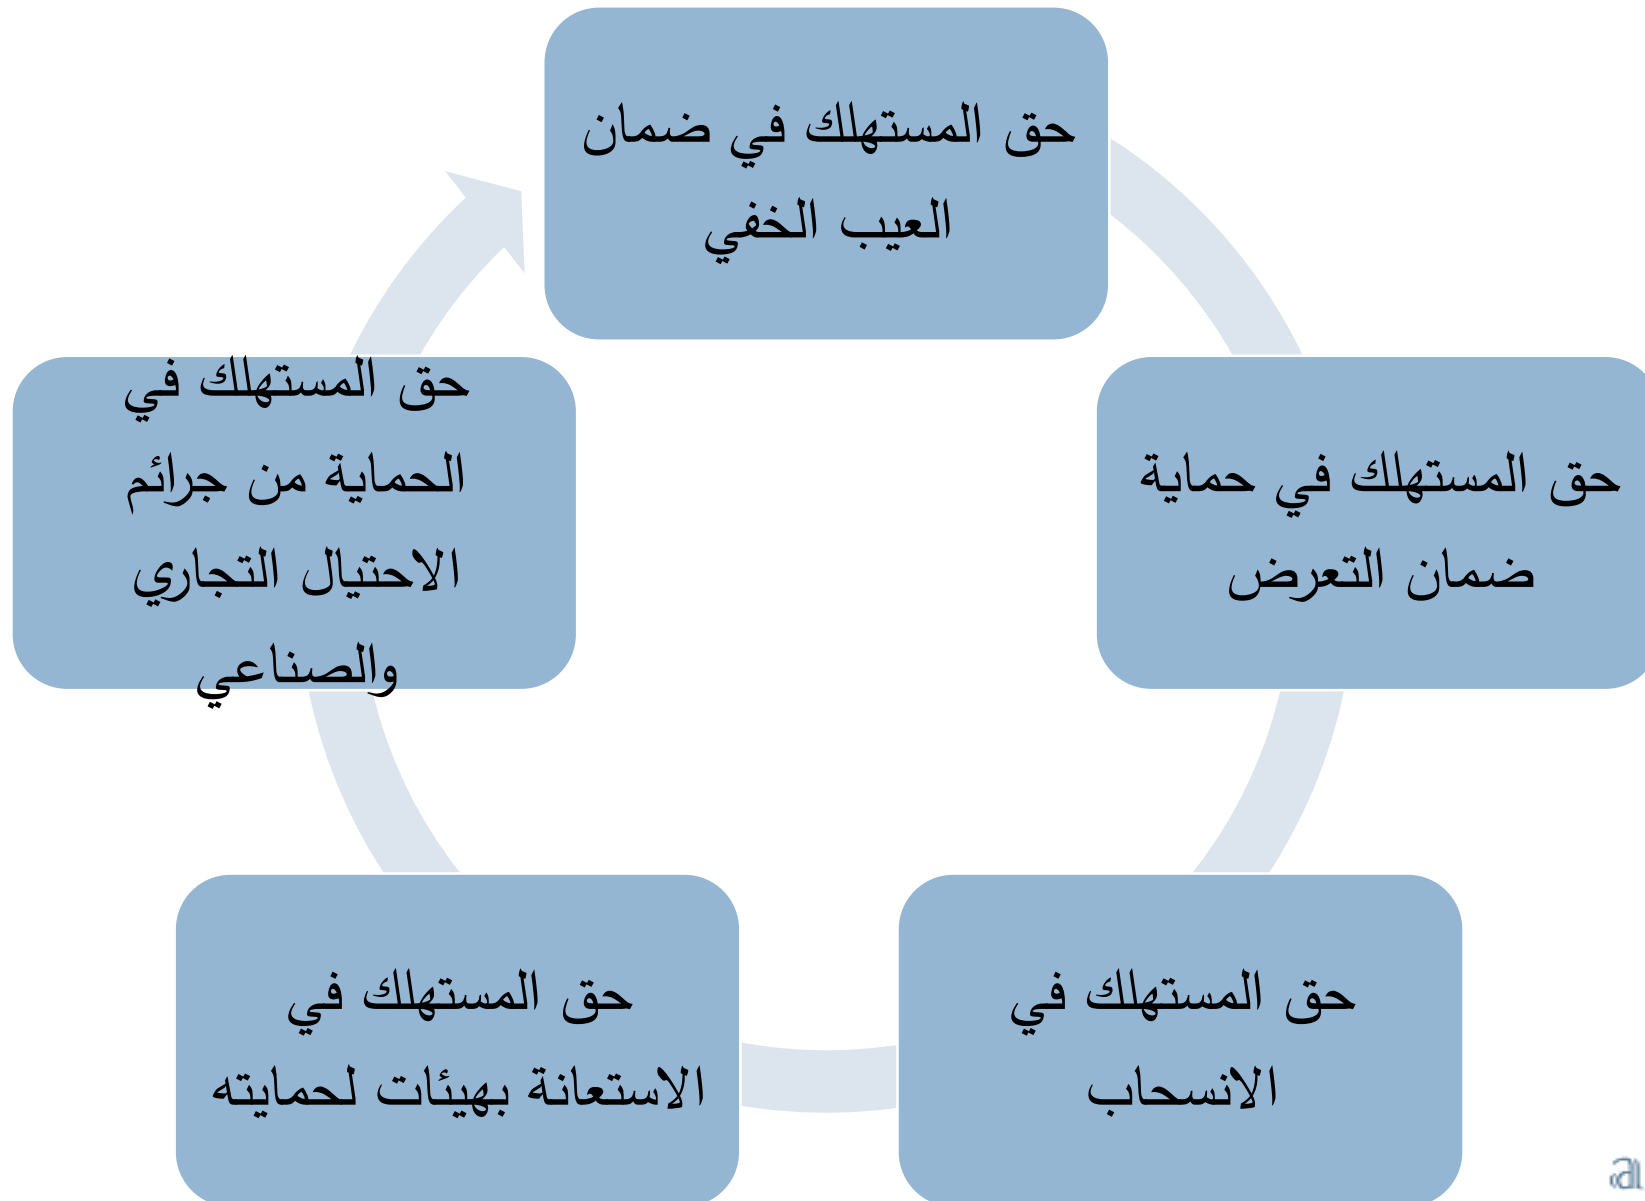 حق المستهلك في ضمان
العيب الخفي
حق المستهلك في حماية
ضمان التعرض
حق المستهلك في
الانسحاب
حق المستهلك في
الاستعانة بهيئات لحمايته
حق المستهلك في
الحماية من جرائم
الاحتيال التجاري
والصناعي